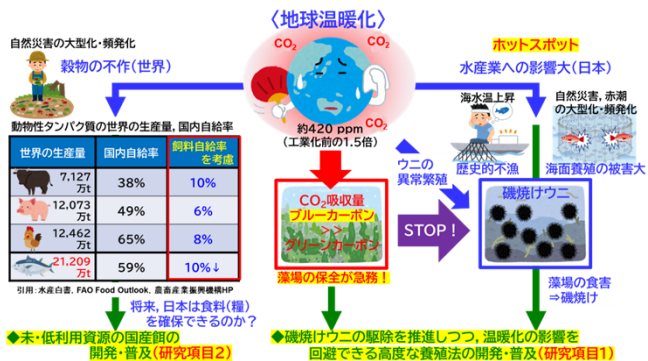 〈地球温暖化〉
CO₂
CO₂
CO₂
CO₂
約420 ppm
(工業化前の1.5倍)
自然災害の大型化・頻発化
穀物の不作(世界)
動物性タンパク質の世界の生産量, 国内自給率
世界の生産量 国内自給率 飼料自給率を考慮
7,127万t 38% 10%
12,073万t 49% 6%
12,462万t 65% 8%
21,209万t 59% 10%↓
引用:水産白書, FAO Food Outlook, 農畜産業振興機構HP
将来, 日本は食料(糧)
を確保できるのか?
◆未・低利用資源の国産餌の
開発・普及(研究項目2)
CO₂吸収量
ブルーカーボン
>>
グリーンカーボン
藻場の保全が急務!
STOP!
ウニの
異常繁殖
ホットスポット
水産業への影響大(日本)
海水温上昇
歴史的不漁
自然災害, 赤潮
の大型化・頻発化
海面養殖の被害大
磯焼けウニ
藻場の食害
⇒磯焼け
◆磯焼けウニの駆除を推進しつつ, 温暖化の影響を
回避できる高度な養殖法の開発・普及(研究項目1)